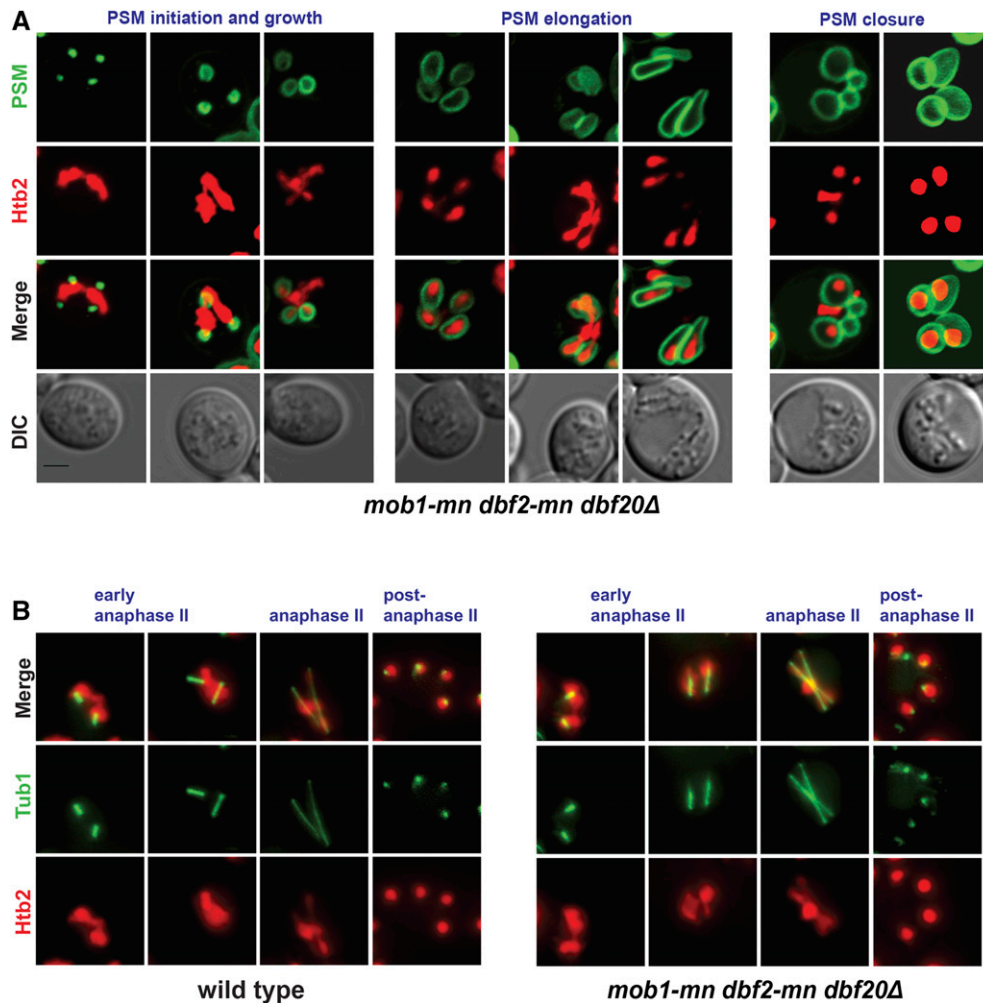 A
PSM initiation and growth
PSM elongation
PSM closure
PSM
Htb2
Merge
DIC
mob1-mn dbf2-mn dbf20Δ
B
early anaphase II
anaphase II
post-anaphase II
early anaphase II
anaphase II
post-anaphase II
Merge
Tub1
Htb2
wild type
mob1-mn dbf2-mn dbf20Δ